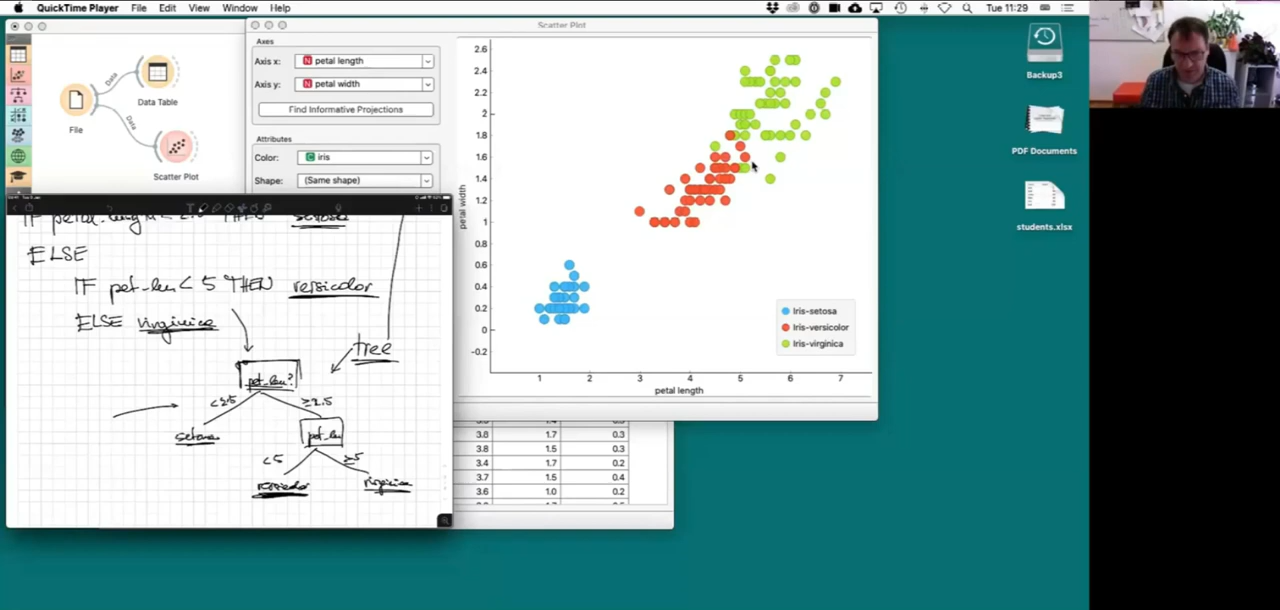 QuickTime Player File Edit View Window Help
Tue 11:29
Scatter Plot
Axes
Axis x: N petal length
Axis y: N petal width
Find Informative Projections
Attributes
Color: C iris
Shape: (Same shape)
Data
Data
File
Data Table
Scatter Plot
petal width
2.6
2.4
2.2
2
1.8
1.6
1.4
1.2
1
0.8
0.6
0.4
0.2
0
-0.2
1 2 3 4 5 6 7
petal length
Iris-setosa
Iris-versicolor
Iris-virginica
Backup3
PDF Documents
students.xlsx
setosa
ELSE
IF pet-len < 5 THEN versicolor
ELSE virginica
tree
pet-len?
<2.5 ≥2.5
setosa
pet-len
<5 ≥5
versicolor virginica
3.8 1.7 0.3
3.8 1.5 0.3
3.4 1.7 0.2
3.7 1.5 0.4
3.6 1.0 0.2